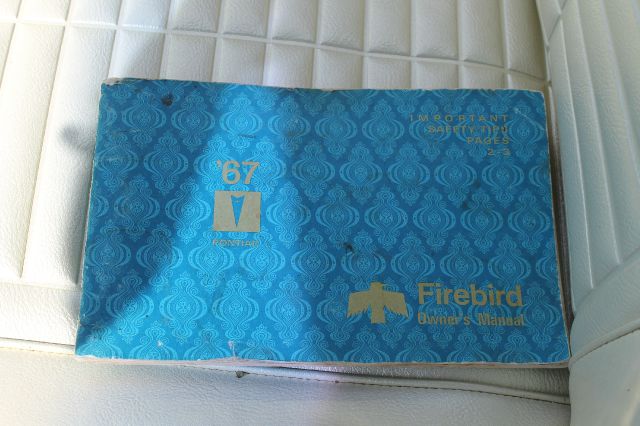 IMPORTANT
SAFETY TIPS
PAGES
2-3
'67
PONTIAC
Firebird
Owner's Manual